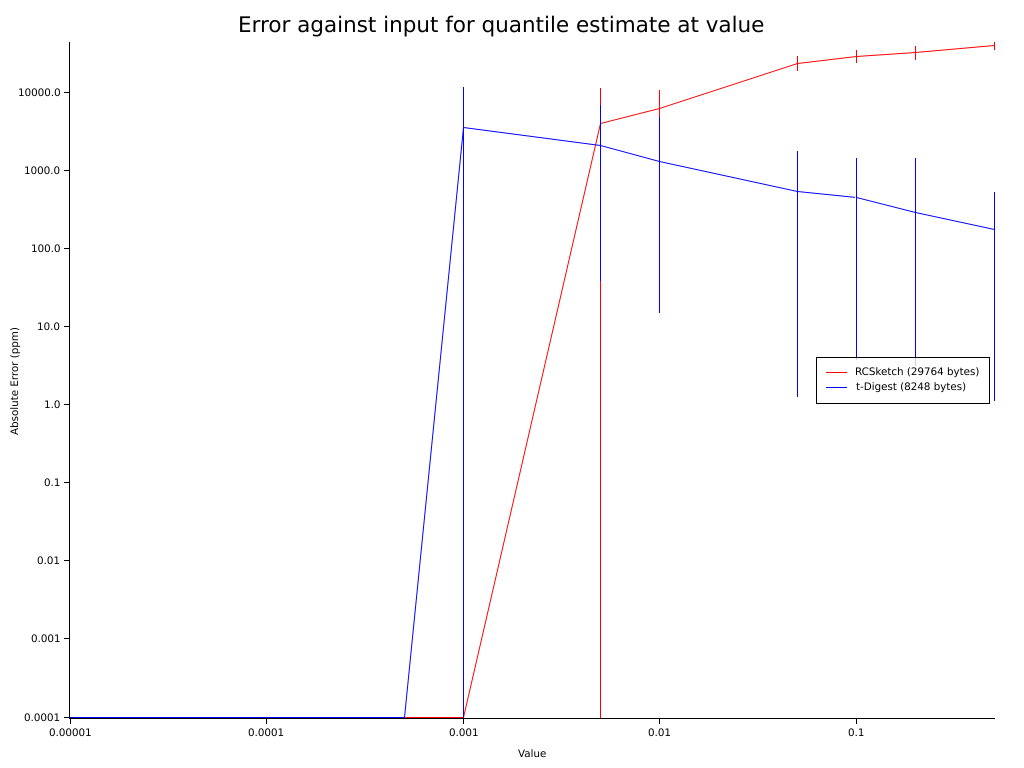 Error against input for quantile estimate at value
10000.0
1000.0
100.0
10.0
1.0
0.1
0.01
0.001
0.0001
Absolute Error (ppm)
RCSketch (29764 bytes)
t-Digest (8248 bytes)
0.00001
0.0001
0.001
0.01
0.1
Value